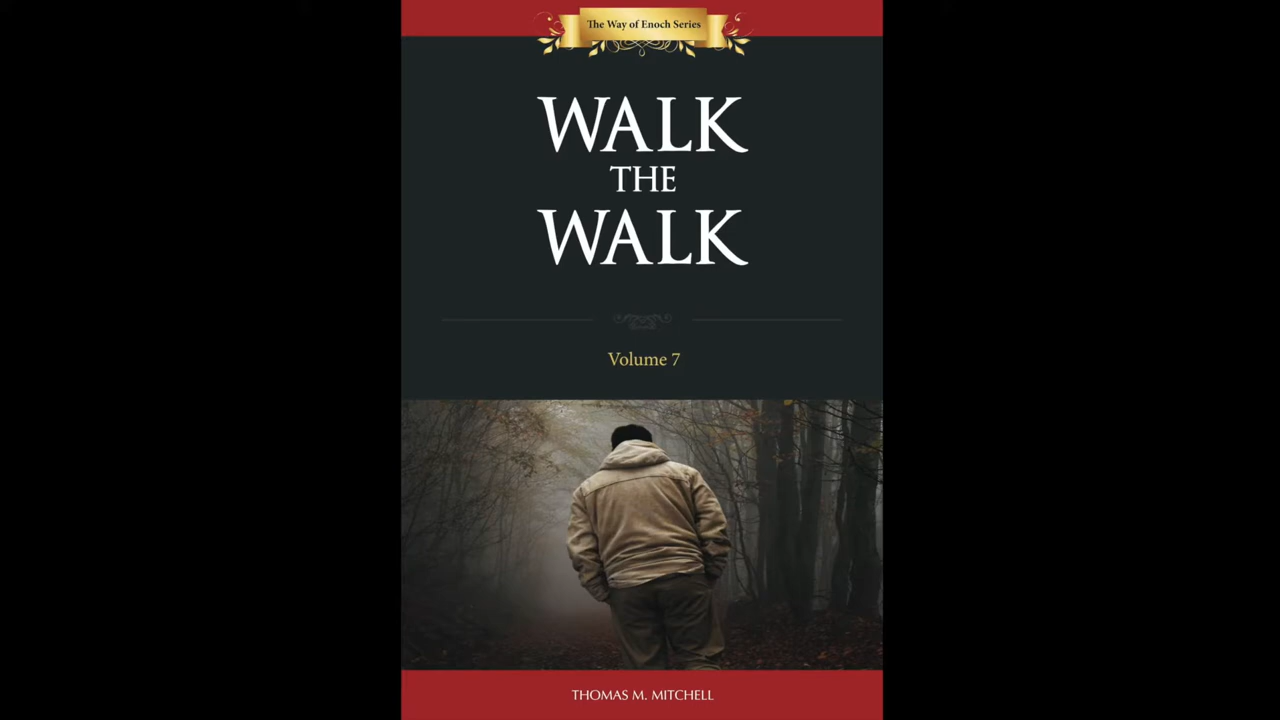 The Way of Enoch Series
WALK
THE
WALK
Volume 7
THOMAS M. MITCHELL